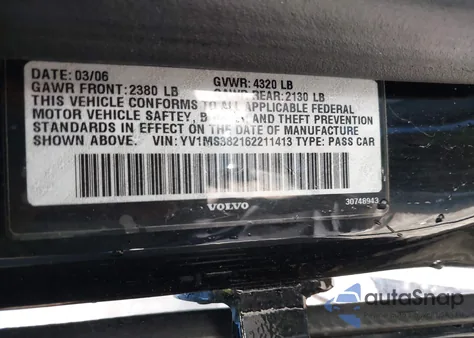 DATE: 03/06 GVWR: 4320 LB
GAWR FRONT: 2380 LB GAWR REAR: 2130 LB
THIS VEHICLE CONFORMS TO ALL APPLICABLE FEDERAL
MOTOR VEHICLE SAFTEY, AND THEFT PREVENTION
STANDARDS IN EFFECT ON THE DATE OF MANUFACTURE
SHOWN ABOVE. VIN: YV1MS382162211413 TYPE: PASS CAR
VOLVO 30746943
autoSnap